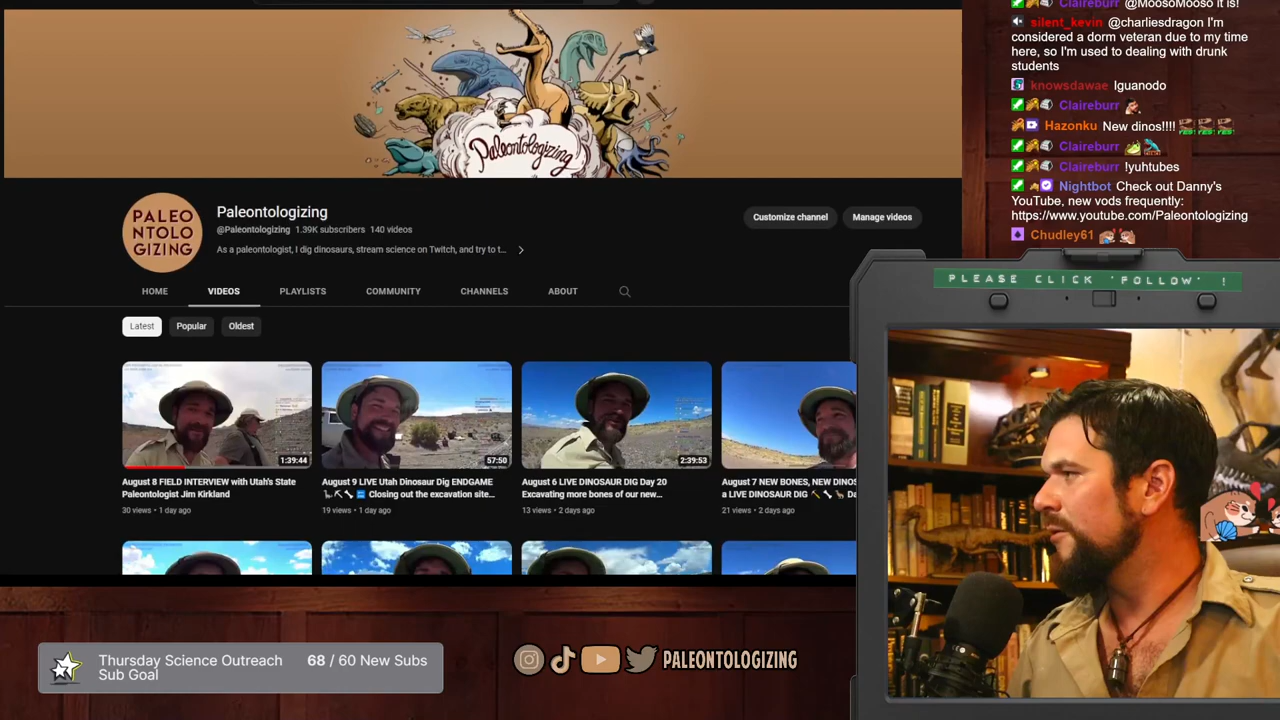 Paleontologizing
PALEO
NTOLO
GIZING
Paleontologizing
@Paleontologizing 1.39K subscribers 140 videos
As a paleontologist, I dig dinosaurs, stream science on Twitch, and try to t...
Customize channel
Manage videos
HOME
VIDEOS
PLAYLISTS
COMMUNITY
CHANNELS
ABOUT
Latest
Popular
Oldest
1:39:44
57:50
2:39:53
August 8 FIELD INTERVIEW with Utah's State
Paleontologist Jim Kirkland
30 views • 1 day ago
August 9 LIVE Utah Dinosaur Dig ENDGAME
Closing out the excavation site...
19 views • 1 day ago
August 6 LIVE DINOSAUR DIG Day 20
Excavating more bones of our new...
13 views • 2 days ago
August 7 NEW BONES, NEW DINOS
a LIVE DINOSAUR DIG
Da
21 views • 2 days ago
Claireburr @MoosoMooso it is!
silent_kevin @charliesdragon I'm
considered a dorm veteran due to my time
here, so I'm used to dealing with drunk
students
knowsdawae Iguanodo
Claireburr
Hazonku New dinos!!!!
Claireburr
Claireburr !yuhtubes
Nightbot Check out Danny's
YouTube, new vods frequently:
https://www.youtube.com/Paleontologizing
Chudley61
PLEASE CLICK 'FOLLOW' !
Thursday Science Outreach
Sub Goal
68 / 60 New Subs
PALEONTOLOGIZING